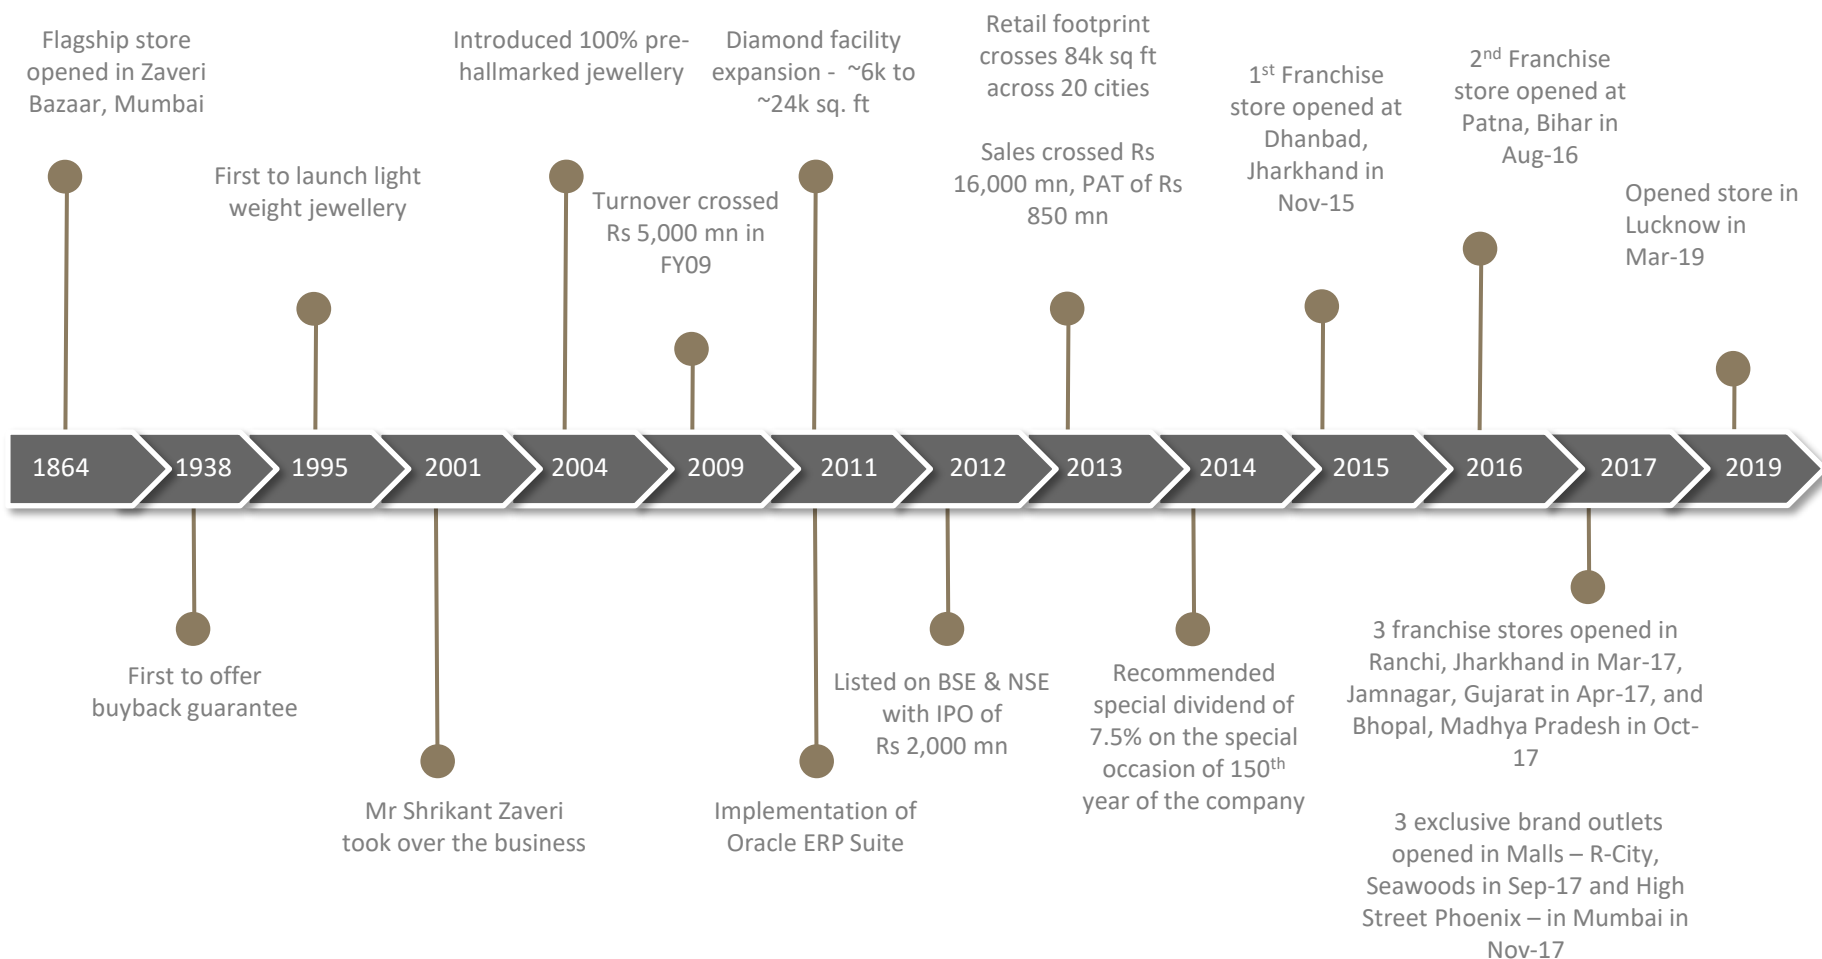 Flagship store
opened in Zaveri
Bazaar, Mumbai
First to launch light
weight jewellery
Introduced 100% pre-
hallmarked jewellery
Turnover crossed
Rs 5,000 mn in
FY09
Diamond facility
expansion - ~6k to
~24k sq. ft
Retail footprint
crosses 84k sq ft
across 20 cities
Sales crossed Rs
16,000 mn, PAT of Rs
850 mn
1st Franchise
store opened at
Dhanbad,
Jharkhand in
Nov-15
2nd Franchise
store opened at
Patna, Bihar in
Aug-16
Opened store in
Lucknow in
Mar-19
1864
1938
1995
2001
2004
2009
2011
2012
2013
2014
2015
2016
2017
2019
First to offer
buyback guarantee
Mr Shrikant Zaveri
took over the business
Implementation of
Oracle ERP Suite
Listed on BSE & NSE
with IPO of
Rs 2,000 mn
Recommended
special dividend of
7.5% on the special
occasion of 150th
year of the company
3 franchise stores opened in
Ranchi, Jharkhand in Mar-17,
Jamnagar, Gujarat in Apr-17, and
Bhopal, Madhya Pradesh in Oct-
17
3 exclusive brand outlets
opened in Malls – R-City,
Seawoods in Sep-17 and High
Street Phoenix – in Mumbai in
Nov-17